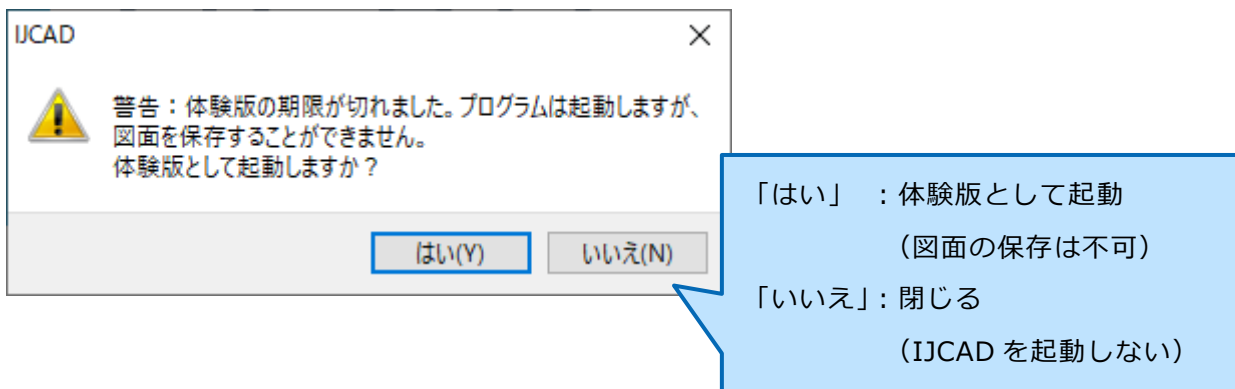 IJCAD
警告：体験版の期限が切れました。プログラムは起動しますが、
図面を保存することができません。
体験版として起動しますか？
はい(Y)
いいえ(N)
「はい」　：体験版として起動
（図面の保存は不可）
「いいえ」：閉じる
（IJCAD を起動しない）